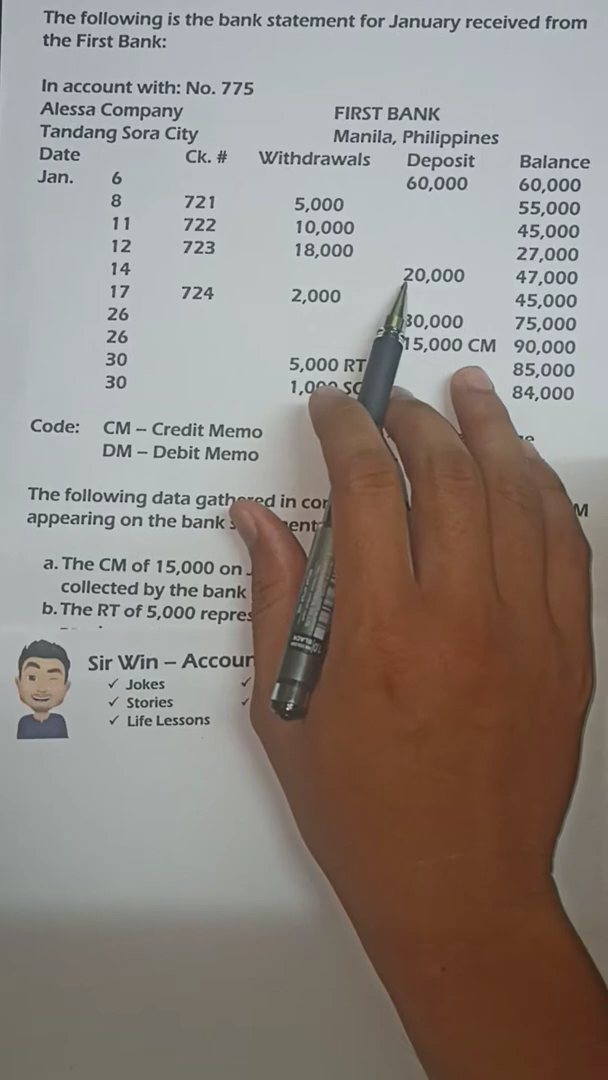 The following is the bank statement for January received from
the First Bank:
In account with: No. 775
Alessa Company FIRST BANK
Tandang Sora City Manila, Philippines
Date Ck. # Withdrawals Deposit Balance
Jan. 6 60,000 60,000
8 721 5,000 55,000
11 722 10,000 45,000
12 723 18,000 27,000
14 20,000 47,000
17 724 2,000 45,000
26 30,000 75,000
26 15,000 CM 90,000
30 5,000 RT 85,000
30 1,000 SC 84,000
Code: CM – Credit Memo
DM – Debit Memo
The following data gathered in
appearing on the bank
a. The CM of 15,000 on
collected by the bank
b. The RT of 5,000
Sir Win –
✓ Jokes ✓
✓ Stories ✓
✓ Life Lessons